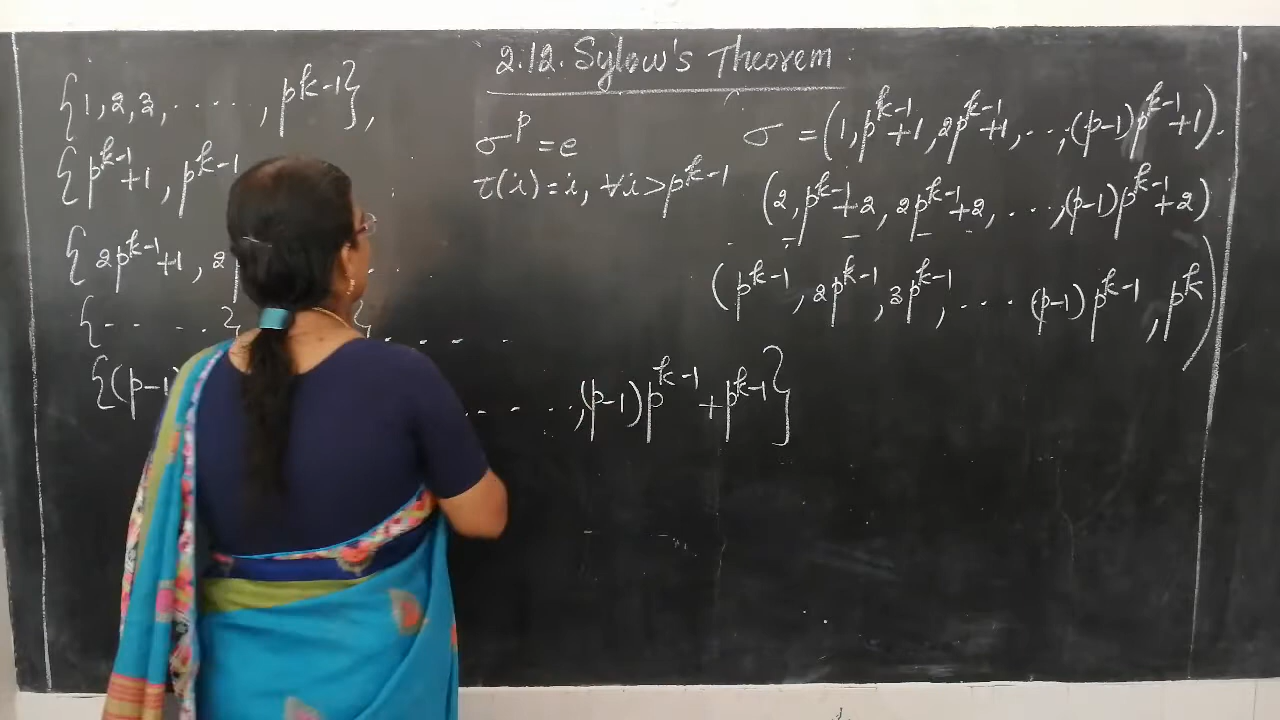 2.12. Sylow's Theorem
{1, 2, 3, ....., p^{k-1}},
{p^{k-1}+1, p^{k-1}
{2p^{k-1}+1, 2
{-- ...}
{(p-1) ....., (p-1)p^{k-1}+p^{k-1}}
σ^p = e
τ(i) = i, ∀i > p^{k-1}
σ = (1, p^{k-1}+1, 2p^{k-1}+1, ..., (p-1)p^{k-1}+1).
(2, p^{k-1}+2, 2p^{k-1}+2, ..., (p-1)p^{k-1}+2)
(p^{k-1}, 2p^{k-1}, 3p^{k-1}, ... (p-1)p^{k-1}, p^k)